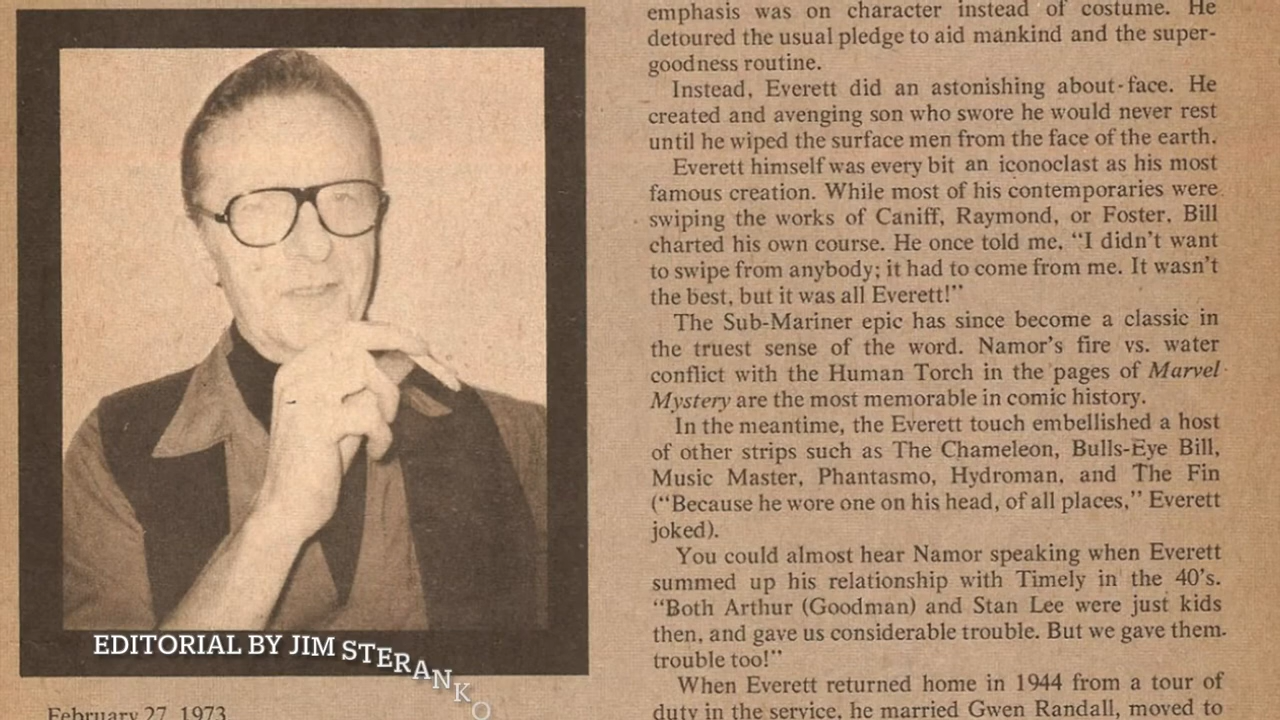 EDITORIAL BY JIM STERANKO
February 27, 1973
emphasis was on character instead of costume. He
detoured the usual pledge to aid mankind and the super-
goodness routine.
Instead, Everett did an astonishing about-face. He
created and avenging son who swore he would never rest
until he wiped the surface men from the face of the earth.
Everett himself was every bit an iconoclast as his most
famous creation. While most of his contemporaries were
swiping the works of Caniff, Raymond, or Foster, Bill
charted his own course. He once told me, “I didn’t want
to swipe from anybody; it had to come from me. It wasn’t
the best, but it was all Everett!”
The Sub-Mariner epic has since become a classic in
the truest sense of the word. Namor’s fire vs. water
conflict with the Human Torch in the pages of Marvel
Mystery are the most memorable in comic history.
In the meantime, the Everett touch embellished a host
of other strips such as The Chameleon, Bulls-Eye Bill,
Music Master, Phantasmo, Hydroman, and The Fin
(“Because he wore one on his head, of all places,” Everett
joked).
You could almost hear Namor speaking when Everett
summed up his relationship with Timely in the 40’s.
“Both Arthur (Goodman) and Stan Lee were just kids
then, and gave us considerable trouble. But we gave them
trouble too!”
When Everett returned home in 1944 from a tour of
duty in the service, he married Gwen Randall, moved to